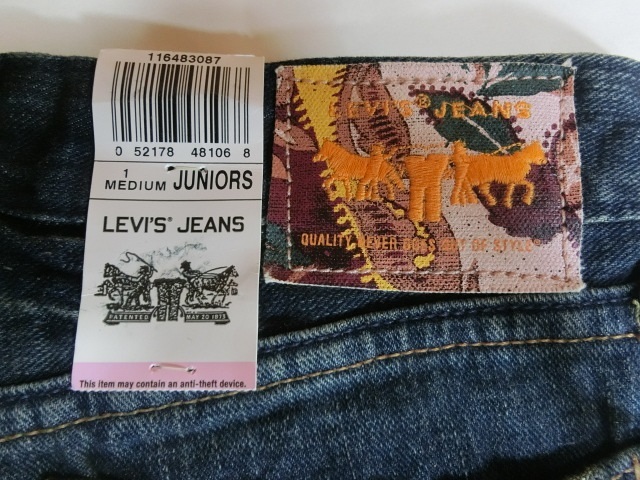 116483087
0 52178 48106 8
1
MEDIUM JUNIORS
LEVI'S® JEANS
PATENTED MAY 20 1873
This item may contain an anti-theft device.
LEVI'S® JEANS
QUALITY NEVER GOES OUT OF STYLE®